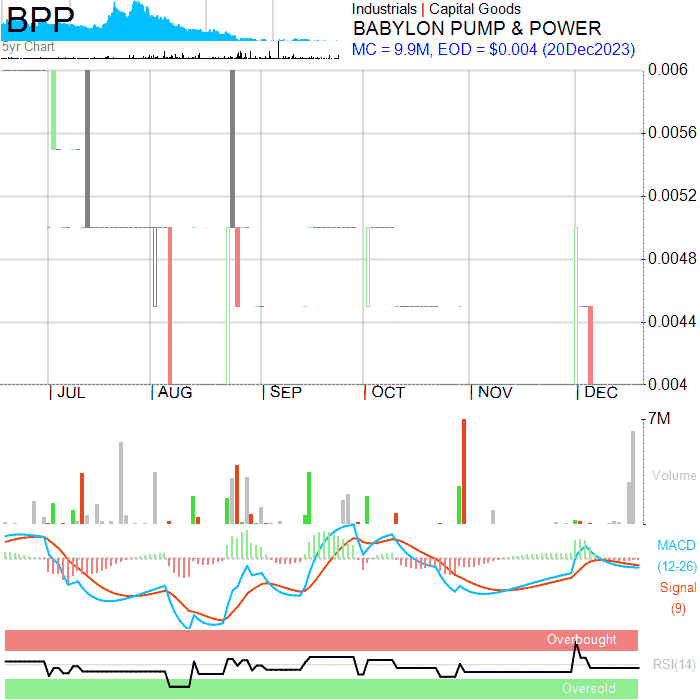 BPP
5yr Chart
Industrials | Capital Goods
BABYLON PUMP & POWER
MC = 9.9M, EOD = $0.004 (20Dec2023)
0.006
0.0056
0.0052
0.0048
0.0044
0.004
JUL AUG SEP OCT NOV DEC
7M
Volume
MACD
(12-26)
Signal
(9)
Overbought
RSI(14)
Oversold